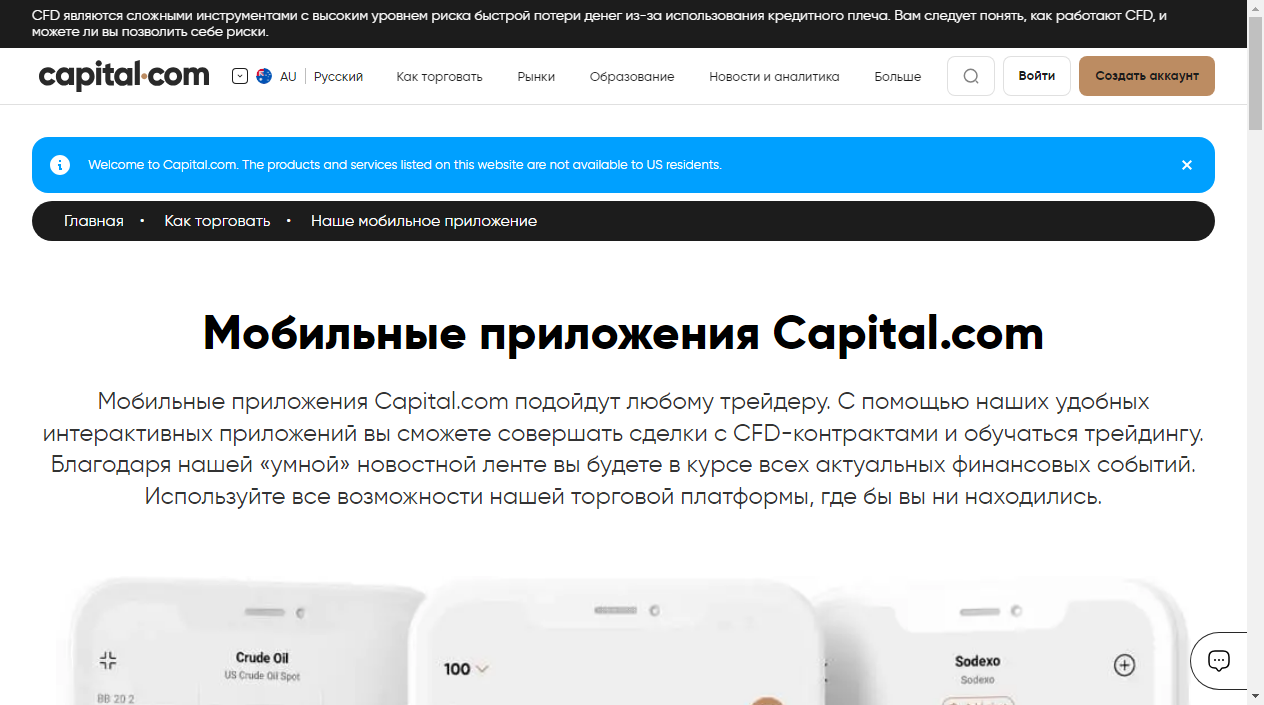 CFD являются сложными инструментами с высоким уровнем риска быстрой потери денег из-за использования кредитного плеча. Вам следует понять, как работают CFD, и
можете ли вы позволить себе риски.
capital.com AU Русский Как торговать Рынки Образование Новости и аналитика Больше Войти Создать аккаунт
Welcome to Capital.com. The products and services listed on this website are not available to US residents.
Главная • Как торговать • Наше мобильное приложение
Мобильные приложения Capital.com
Мобильные приложения Capital.com подойдут любому трейдеру. С помощью наших удобных
интерактивных приложений вы сможете совершать сделки с CFD-контрактами и обучаться трейдингу.
Благодаря нашей «умной» новостной ленте вы будете в курсе всех актуальных финансовых событий.
Используйте все возможности нашей торговой платформы, где бы вы ни находились.
Crude Oil
US Crude Oil Spot
100
Sodexo
Sodexo
BB 20 2